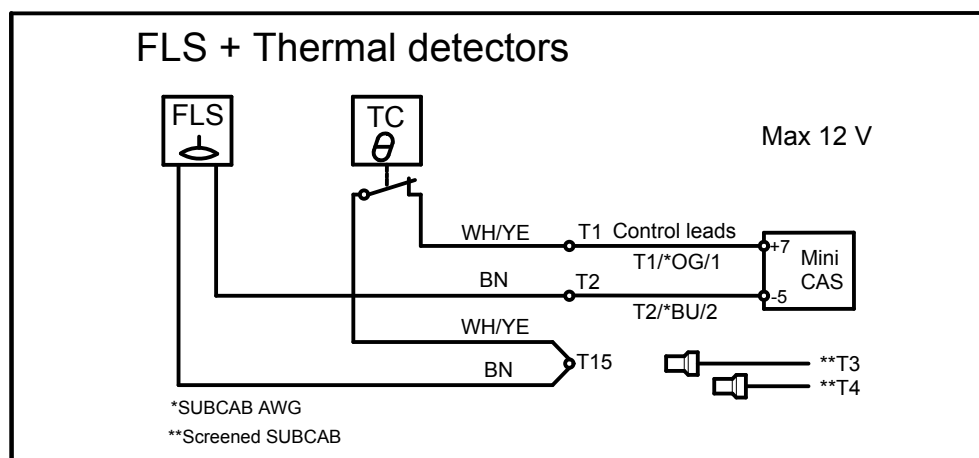 FLS + Thermal detectors
FLS
TC
θ
Max 12 V
WH/YE
T1
Control leads
+7
T1/*OG/1
Mini
CAS
BN
T2
-5
T2/*BU/2
WH/YE
BN
T15
**T3
**T4
*SUBCAB AWG
**Screened SUBCAB